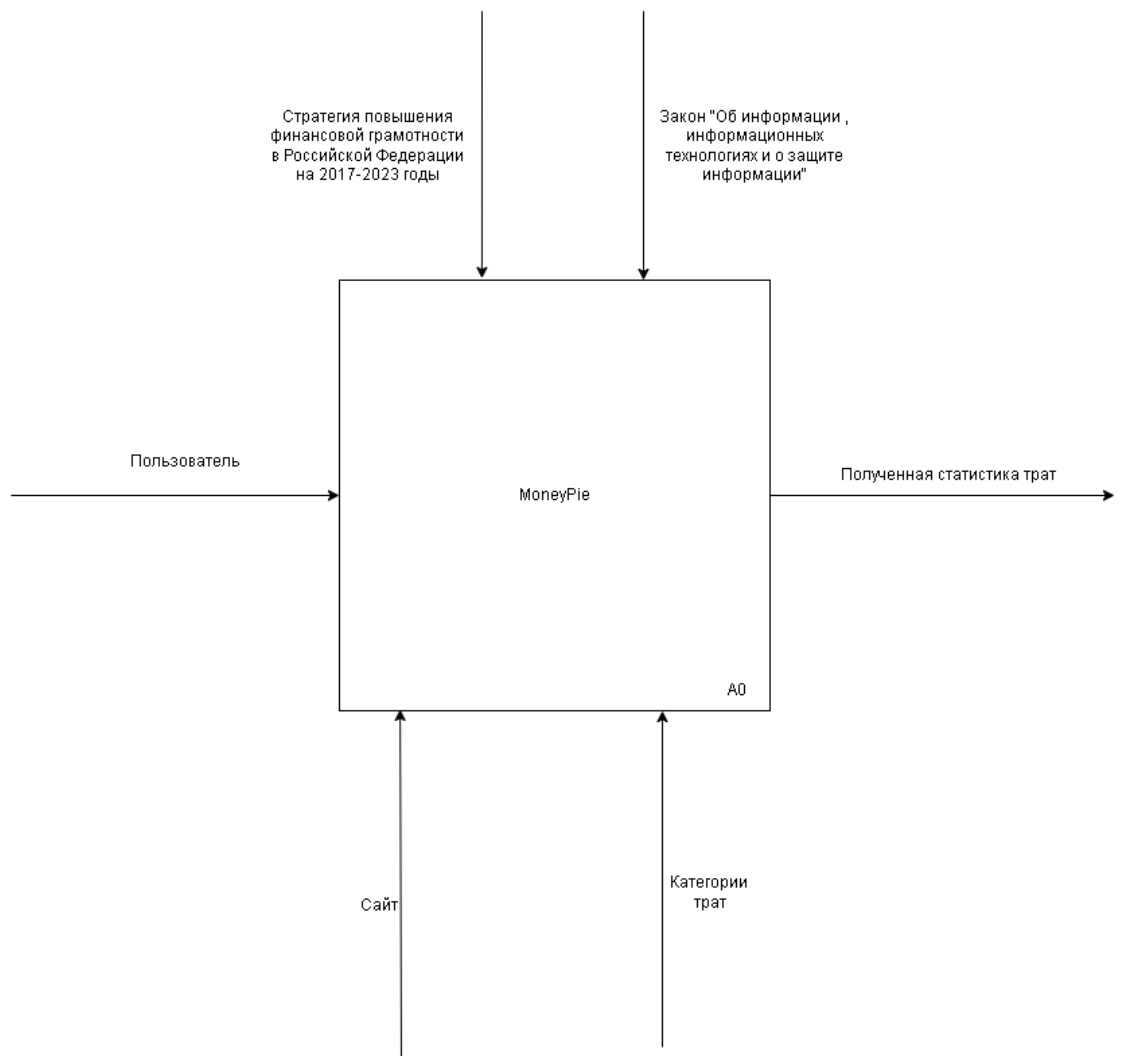 Стратегия повышения
финансовой грамотности
в Российской Федерации
на 2017-2023 годы
Закон "Об информации ,
информационных
технологиях и о защите
информации"
Пользователь
MoneyPie
Полученная статистика трат
A0
Сайт
Категории
трат